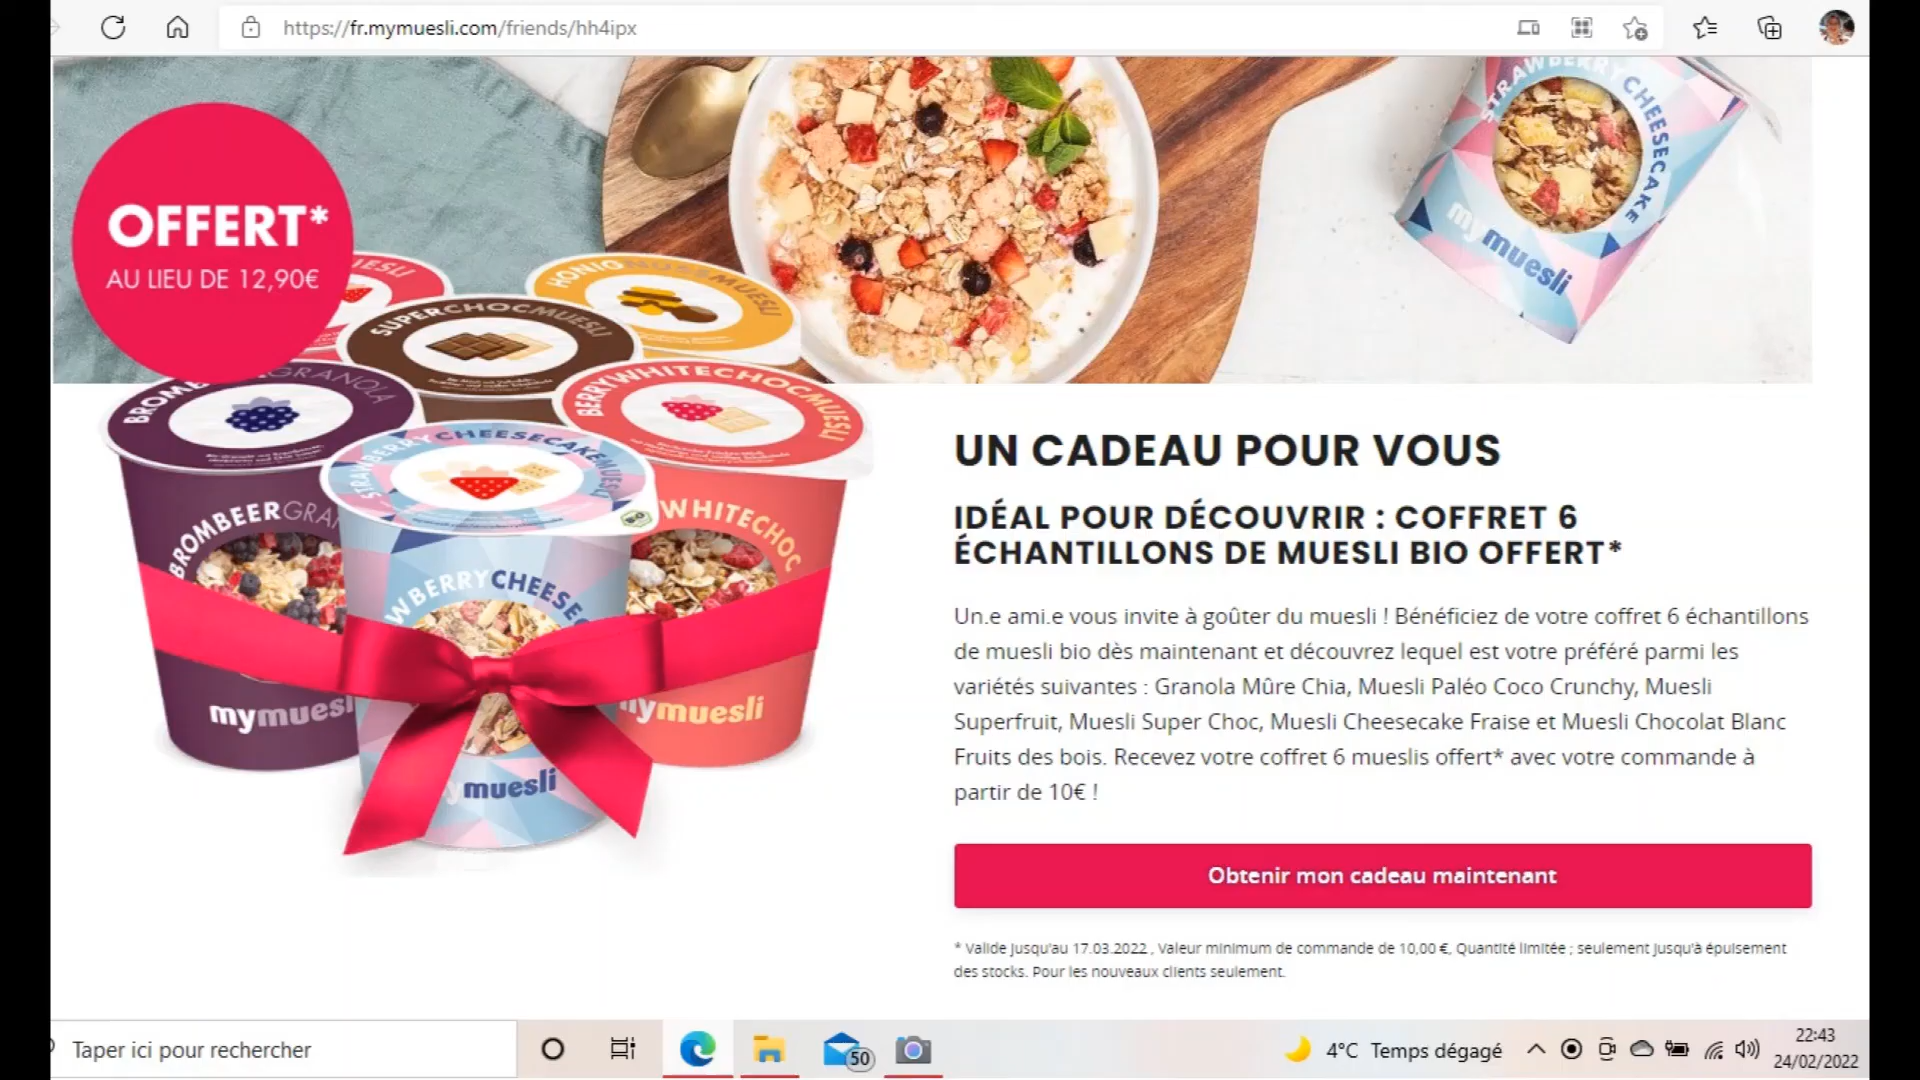 https://fr.mymuesli.com/friends/hh4ipx
STRAWBERRY CHEESECAKE
mymuesli
OFFERT*
AU LIEU DE 12,90€
HONIGNUSSMUESLI
SUPERCHOCMUESLI
BERRYWHITECHOCMUESLI
STRAWBERRYCHEESECAKEMUESLI
BIO
BROMBEERGRA
WHITECHOC
WBERRYCHEESEC
mymuesl
mymuesli
mymuesli
UN CADEAU POUR VOUS
IDÉAL POUR DÉCOUVRIR : COFFRET 6
ÉCHANTILLONS DE MUESLI BIO OFFERT*
Un.e ami.e vous invite à goûter du muesli ! Bénéficiez de votre coffret 6 échantillons
de muesli bio dès maintenant et découvrez lequel est votre préféré parmi les
variétés suivantes : Granola Mûre Chia, Muesli Paléo Coco Crunchy, Muesli
Superfruit, Muesli Super Choc, Muesli Cheesecake Fraise et Muesli Chocolat Blanc
Fruits des bois. Recevez votre coffret 6 mueslis offert* avec votre commande à
partir de 10€ !
Obtenir mon cadeau maintenant
* Valide jusqu'au 17.03.2022 , Valeur minimum de commande de 10,00 €, Quantité limitée ; seulement jusqu'à épuisement
des stocks. Pour les nouveaux clients seulement.
Taper ici pour rechercher
50
4°C Temps dégagé
22:43
24/02/2022